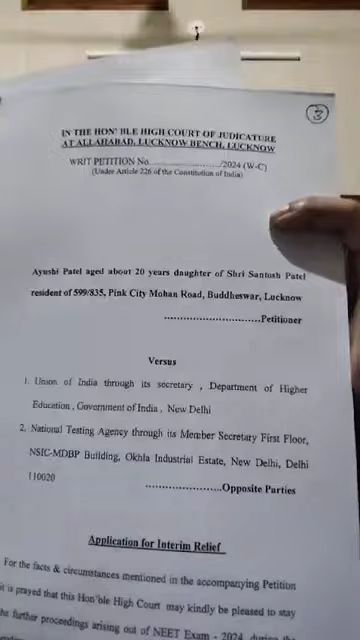 3
IN THE HON' BLE HIGH COURT OF JUDICATURE
AT ALLAHABAD, LUCKNOW BENCH, LUCKNOW
WRIT PETITION No............................/2024 (W-C)
(Under Article 226 of the Constitution of India)
Ayushi Patel aged about 20 years daughter of Shri Santosh Patel
resident of 599/835, Pink City Mohan Road, Buddheswar, Lucknow
.............................Petitioner
Versus
1. Union of India through its secretary , Department of Higher
Education , Government of India , New Delhi
2. National Testing Agency through its Member Secretary First Floor,
NSIC-MDBP Building, Okhla Industrial Estate, New Delhi, Delhi
110020
.......................Opposite Parties
Application for Interim Relief
For the facts & circumstances mentioned in the accompanying Petition
it is prayed that this Hon'ble High Court may kindly be pleased to stay
the further proceedings arising out of NEET Exam - 2024 during the